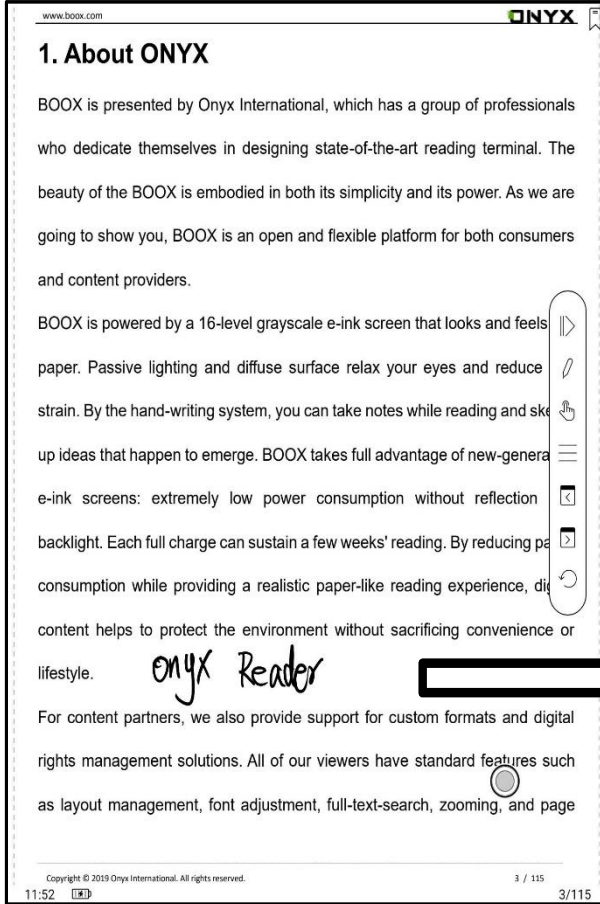 www.boox.com
ONYX
1. About ONYX
BOOX is presented by Onyx International, which has a group of professionals
who dedicate themselves in designing state-of-the-art reading terminal. The
beauty of the BOOX is embodied in both its simplicity and its power. As we are
going to show you, BOOX is an open and flexible platform for both consumers
and content providers.
BOOX is powered by a 16-level grayscale e-ink screen that looks and feels
paper. Passive lighting and diffuse surface relax your eyes and reduce
strain. By the hand-writing system, you can take notes while reading and
up ideas that happen to emerge. BOOX takes full advantage of
e-ink screens: extremely low power consumption without reflection
backlight. Each full charge can sustain a few weeks' reading. By reducing
consumption while providing a realistic paper-like reading experience,
content helps to protect the environment without sacrificing convenience or
lifestyle.
Onyx Reader
For content partners, we also provide support for custom formats and digital
rights management solutions. All of our viewers have standard features such
as layout management, font adjustment, full-text-search, zooming, and page
Copyright © 2019 Onyx International. All rights reserved.
3 / 115
11:52
3/115